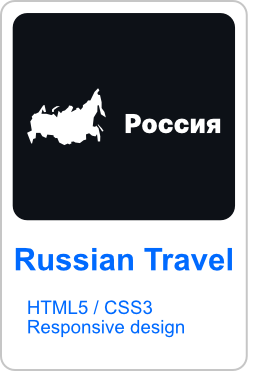 Россия
Russian Travel
HTML5 / CSS3
Responsive design